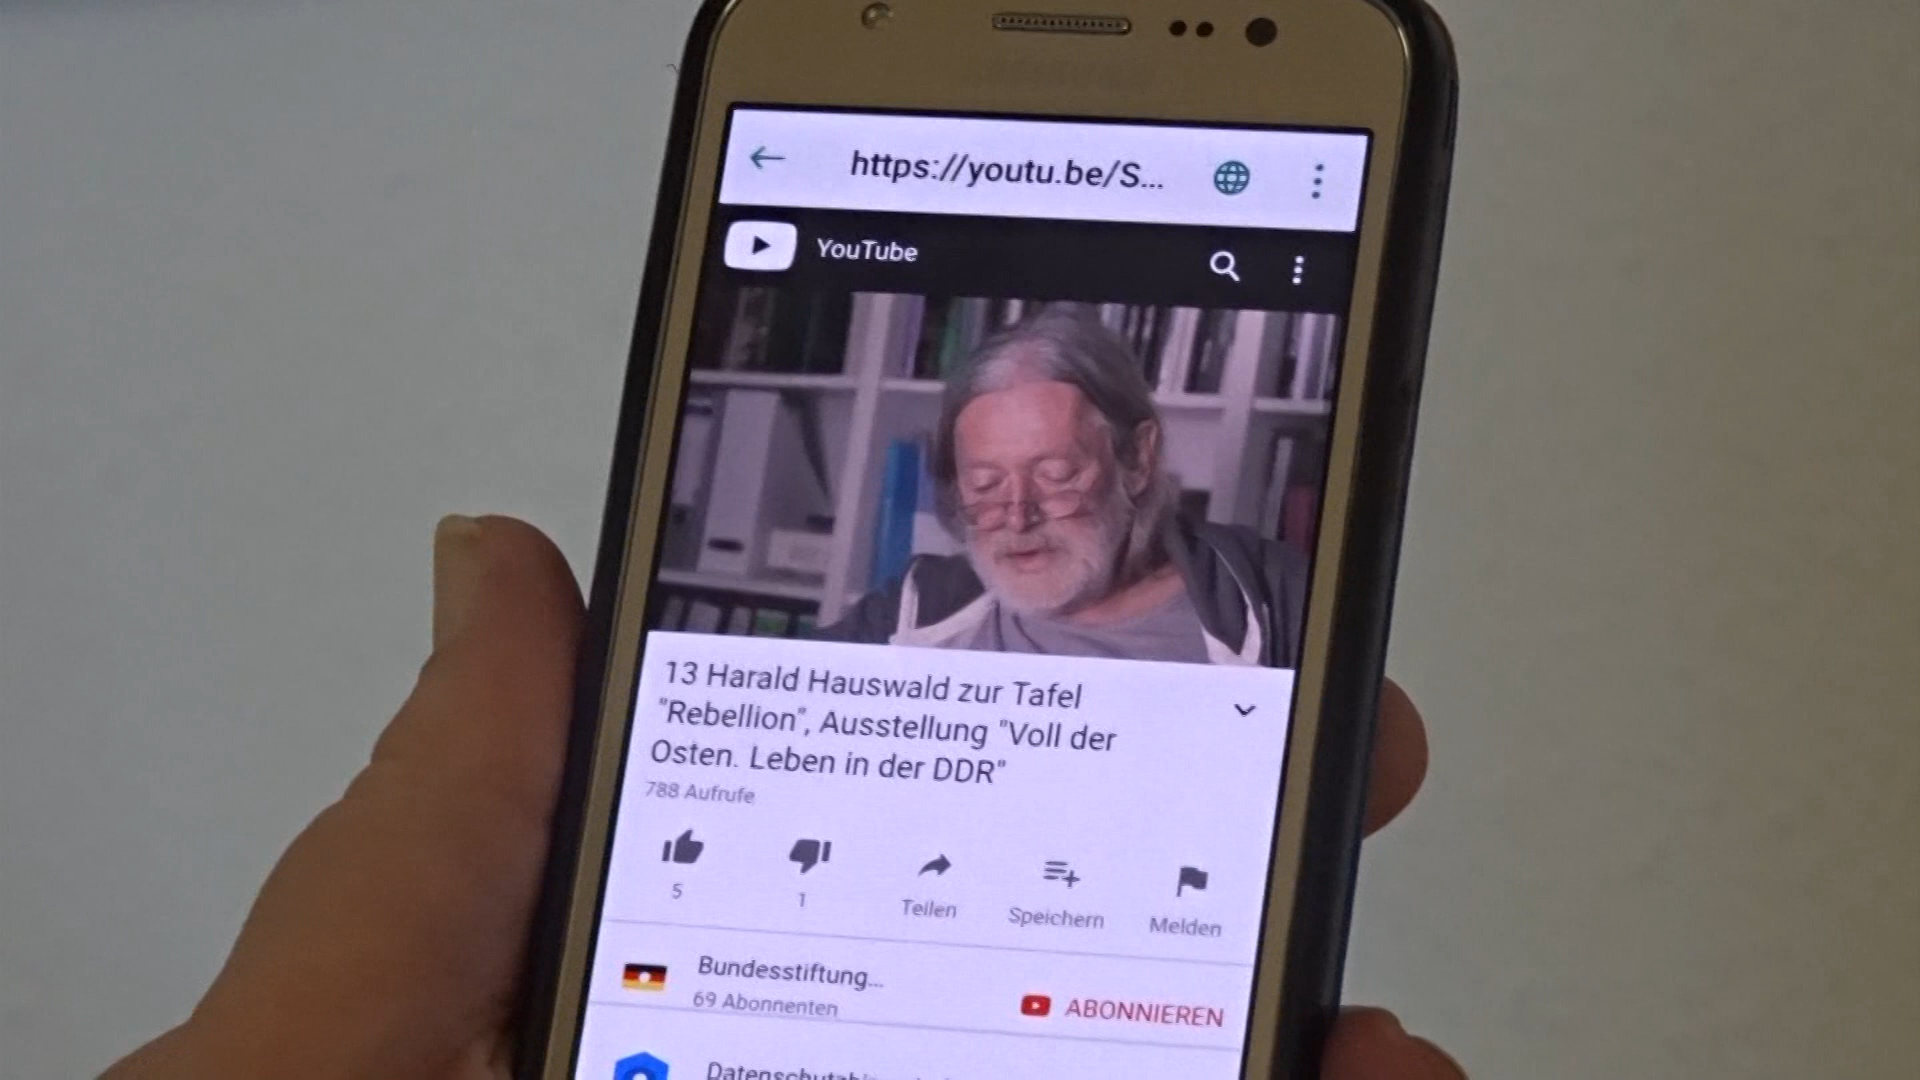 https://youtu.be/S...
YouTube
13 Harald Hauswald zur Tafel
"Rebellion", Ausstellung "Voll der
Osten. Leben in der DDR"
788 Aufrufe
5
1
Teilen
Speichern
Melden
Bundesstiftung...
69 Abonnenten
ABONNIEREN